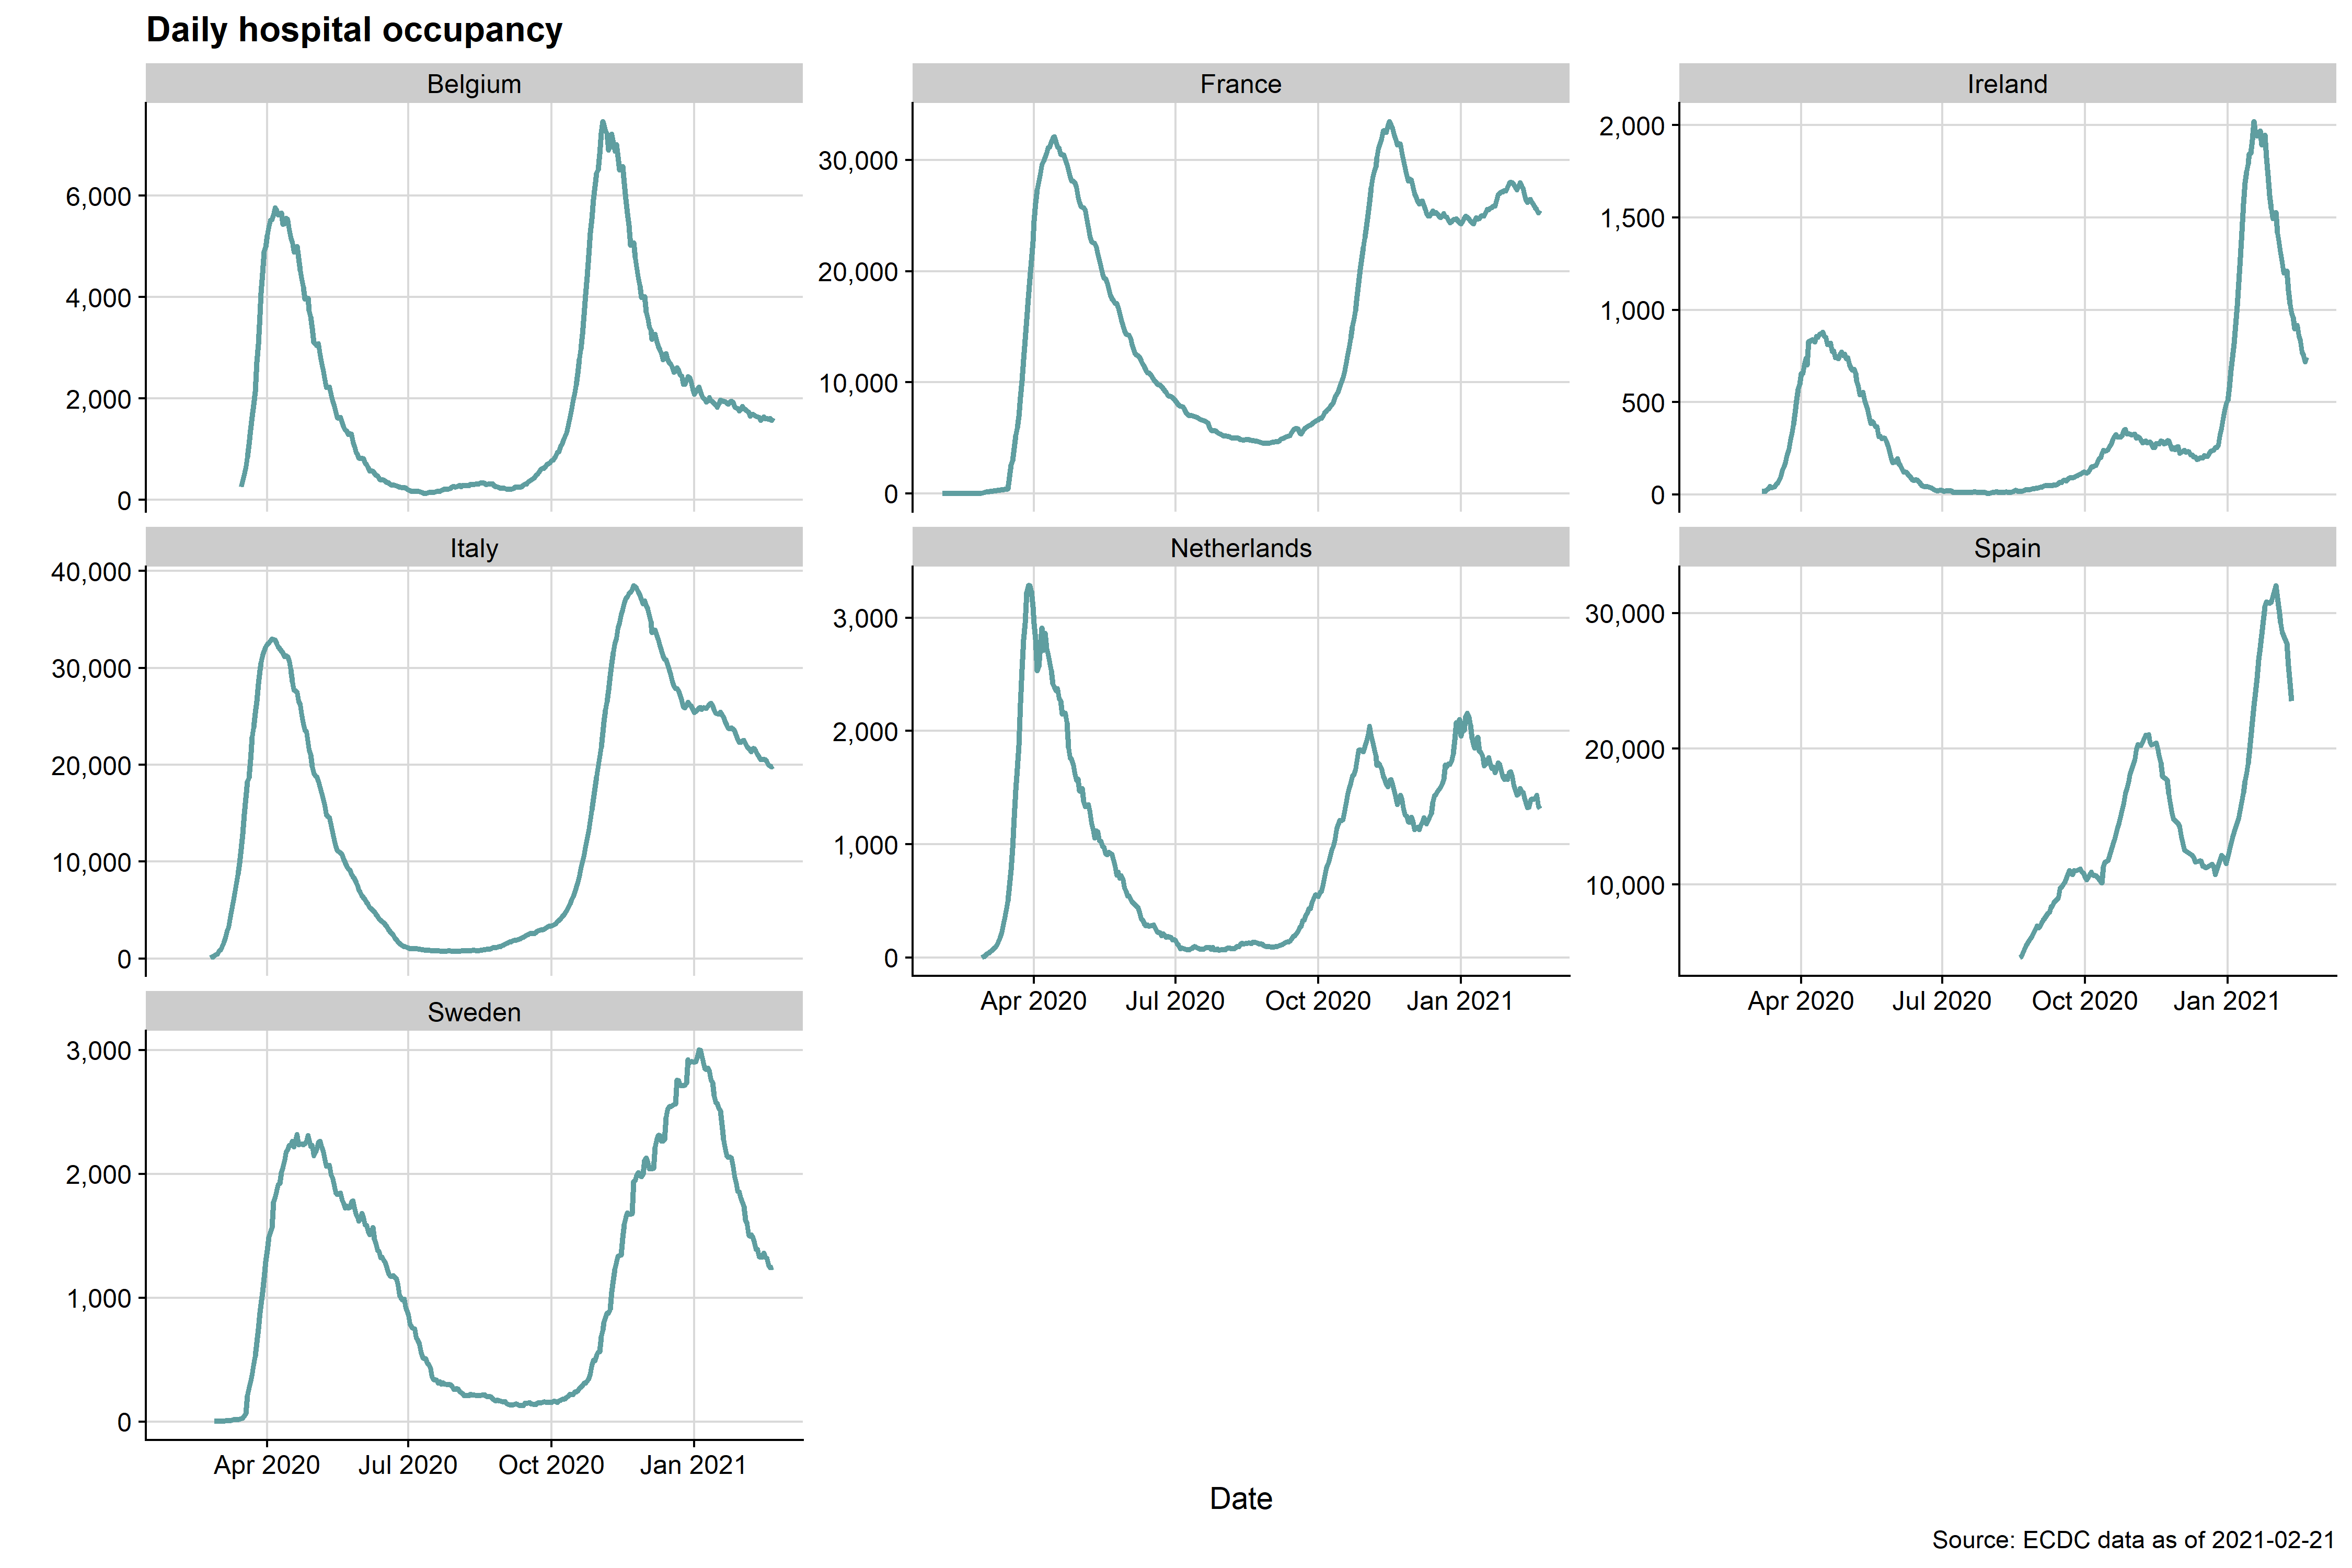 Daily hospital occupancy
Belgium
France
Ireland
6,000
4,000
2,000
0
30,000
20,000
10,000
0
2,000
1,500
1,000
500
0
Italy
Netherlands
Spain
40,000
30,000
20,000
10,000
0
3,000
2,000
1,000
0
30,000
20,000
10,000
Apr 2020 Jul 2020 Oct 2020 Jan 2021
Apr 2020 Jul 2020 Oct 2020 Jan 2021
Sweden
3,000
2,000
1,000
0
Apr 2020 Jul 2020 Oct 2020 Jan 2021
Date
Source: ECDC data as of 2021-02-21